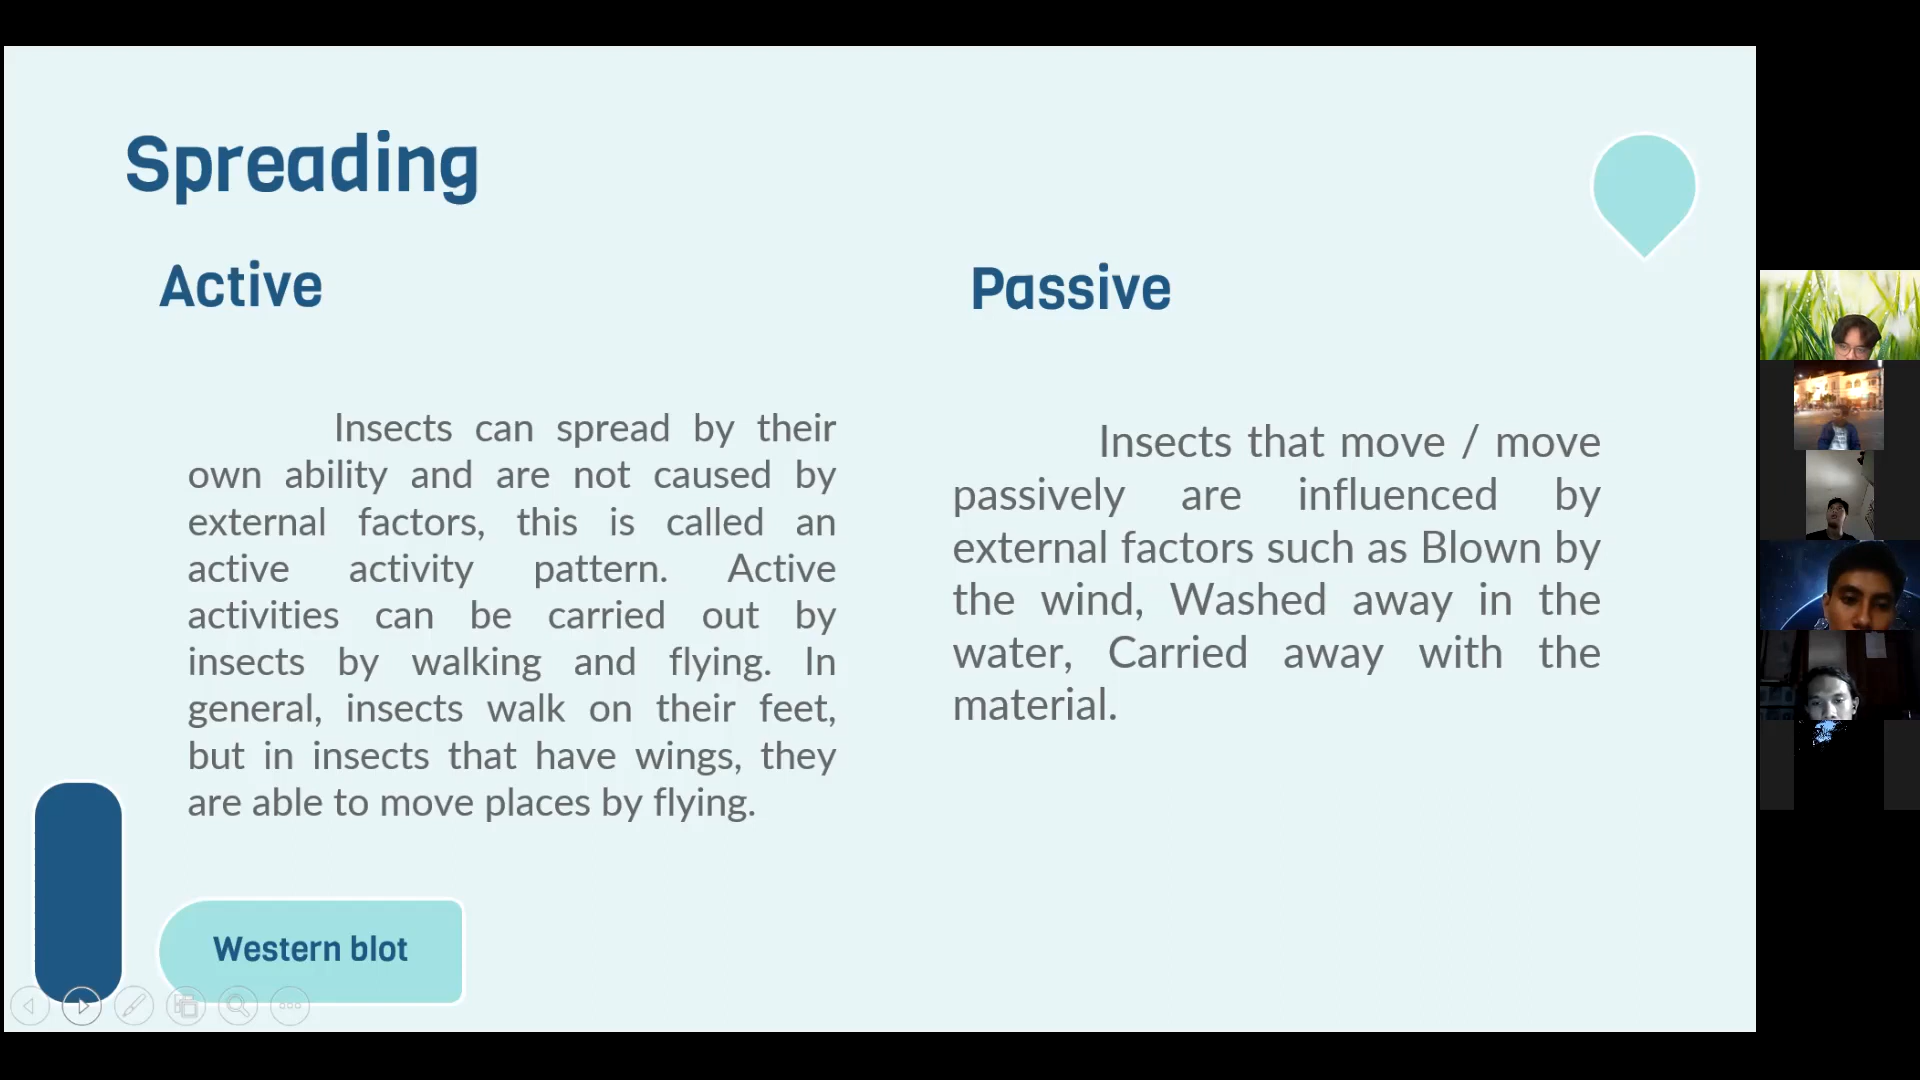 Spreading
Active
Insects can spread by their
own ability and are not caused by
external factors, this is called an
active activity pattern. Active
activities can be carried out by
insects by walking and flying. In
general, insects walk on their feet,
but in insects that have wings, they
are able to move places by flying.
Passive
Insects that move / move
passively are influenced by
external factors such as Blown by
the wind, Washed away in the
water, Carried away with the
material.
Western blot